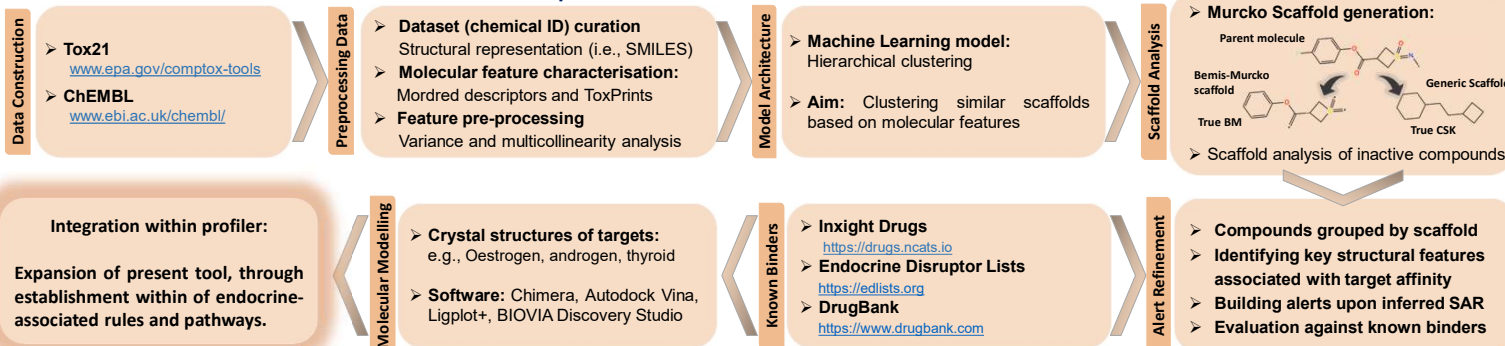 Data Construction
➢ Tox21
www.epa.gov/comptox-tools
➢ ChEMBL
www.ebi.ac.uk/chembl/
Preprocessing Data
➢ Dataset (chemical ID) curation
Structural representation (i.e., SMILES)
➢ Molecular feature characterisation:
Mordred descriptors and ToxPrints
➢ Feature pre-processing
Variance and multicollinearity analysis
Model Architecture
➢ Machine Learning model:
Hierarchical clustering
➢ Aim: Clustering similar scaffolds
based on molecular features
Scaffold Analysis
➢ Murcko Scaffold generation:
Parent molecule
Bemis-Murcko
scaffold
True BM
Generic Scaffold
True CSK
➢ Scaffold analysis of inactive compounds
Integration within profiler:
Expansion of present tool, through
establishment within of endocrine-
associated rules and pathways.
Molecular Modelling
➢ Crystal structures of targets:
e.g., Oestrogen, androgen, thyroid
➢ Software: Chimera, Autodock Vina,
Ligplot+, BIOVIA Discovery Studio
Known Binders
➢ Inxight Drugs
https://drugs.ncats.io
➢ Endocrine Disruptor Lists
https://edlists.org
➢ DrugBank
https://www.drugbank.com
Alert Refinement
➢ Compounds grouped by scaffold
➢ Identifying key structural features
associated with target affinity
➢ Building alerts upon inferred SAR
➢ Evaluation against known binders